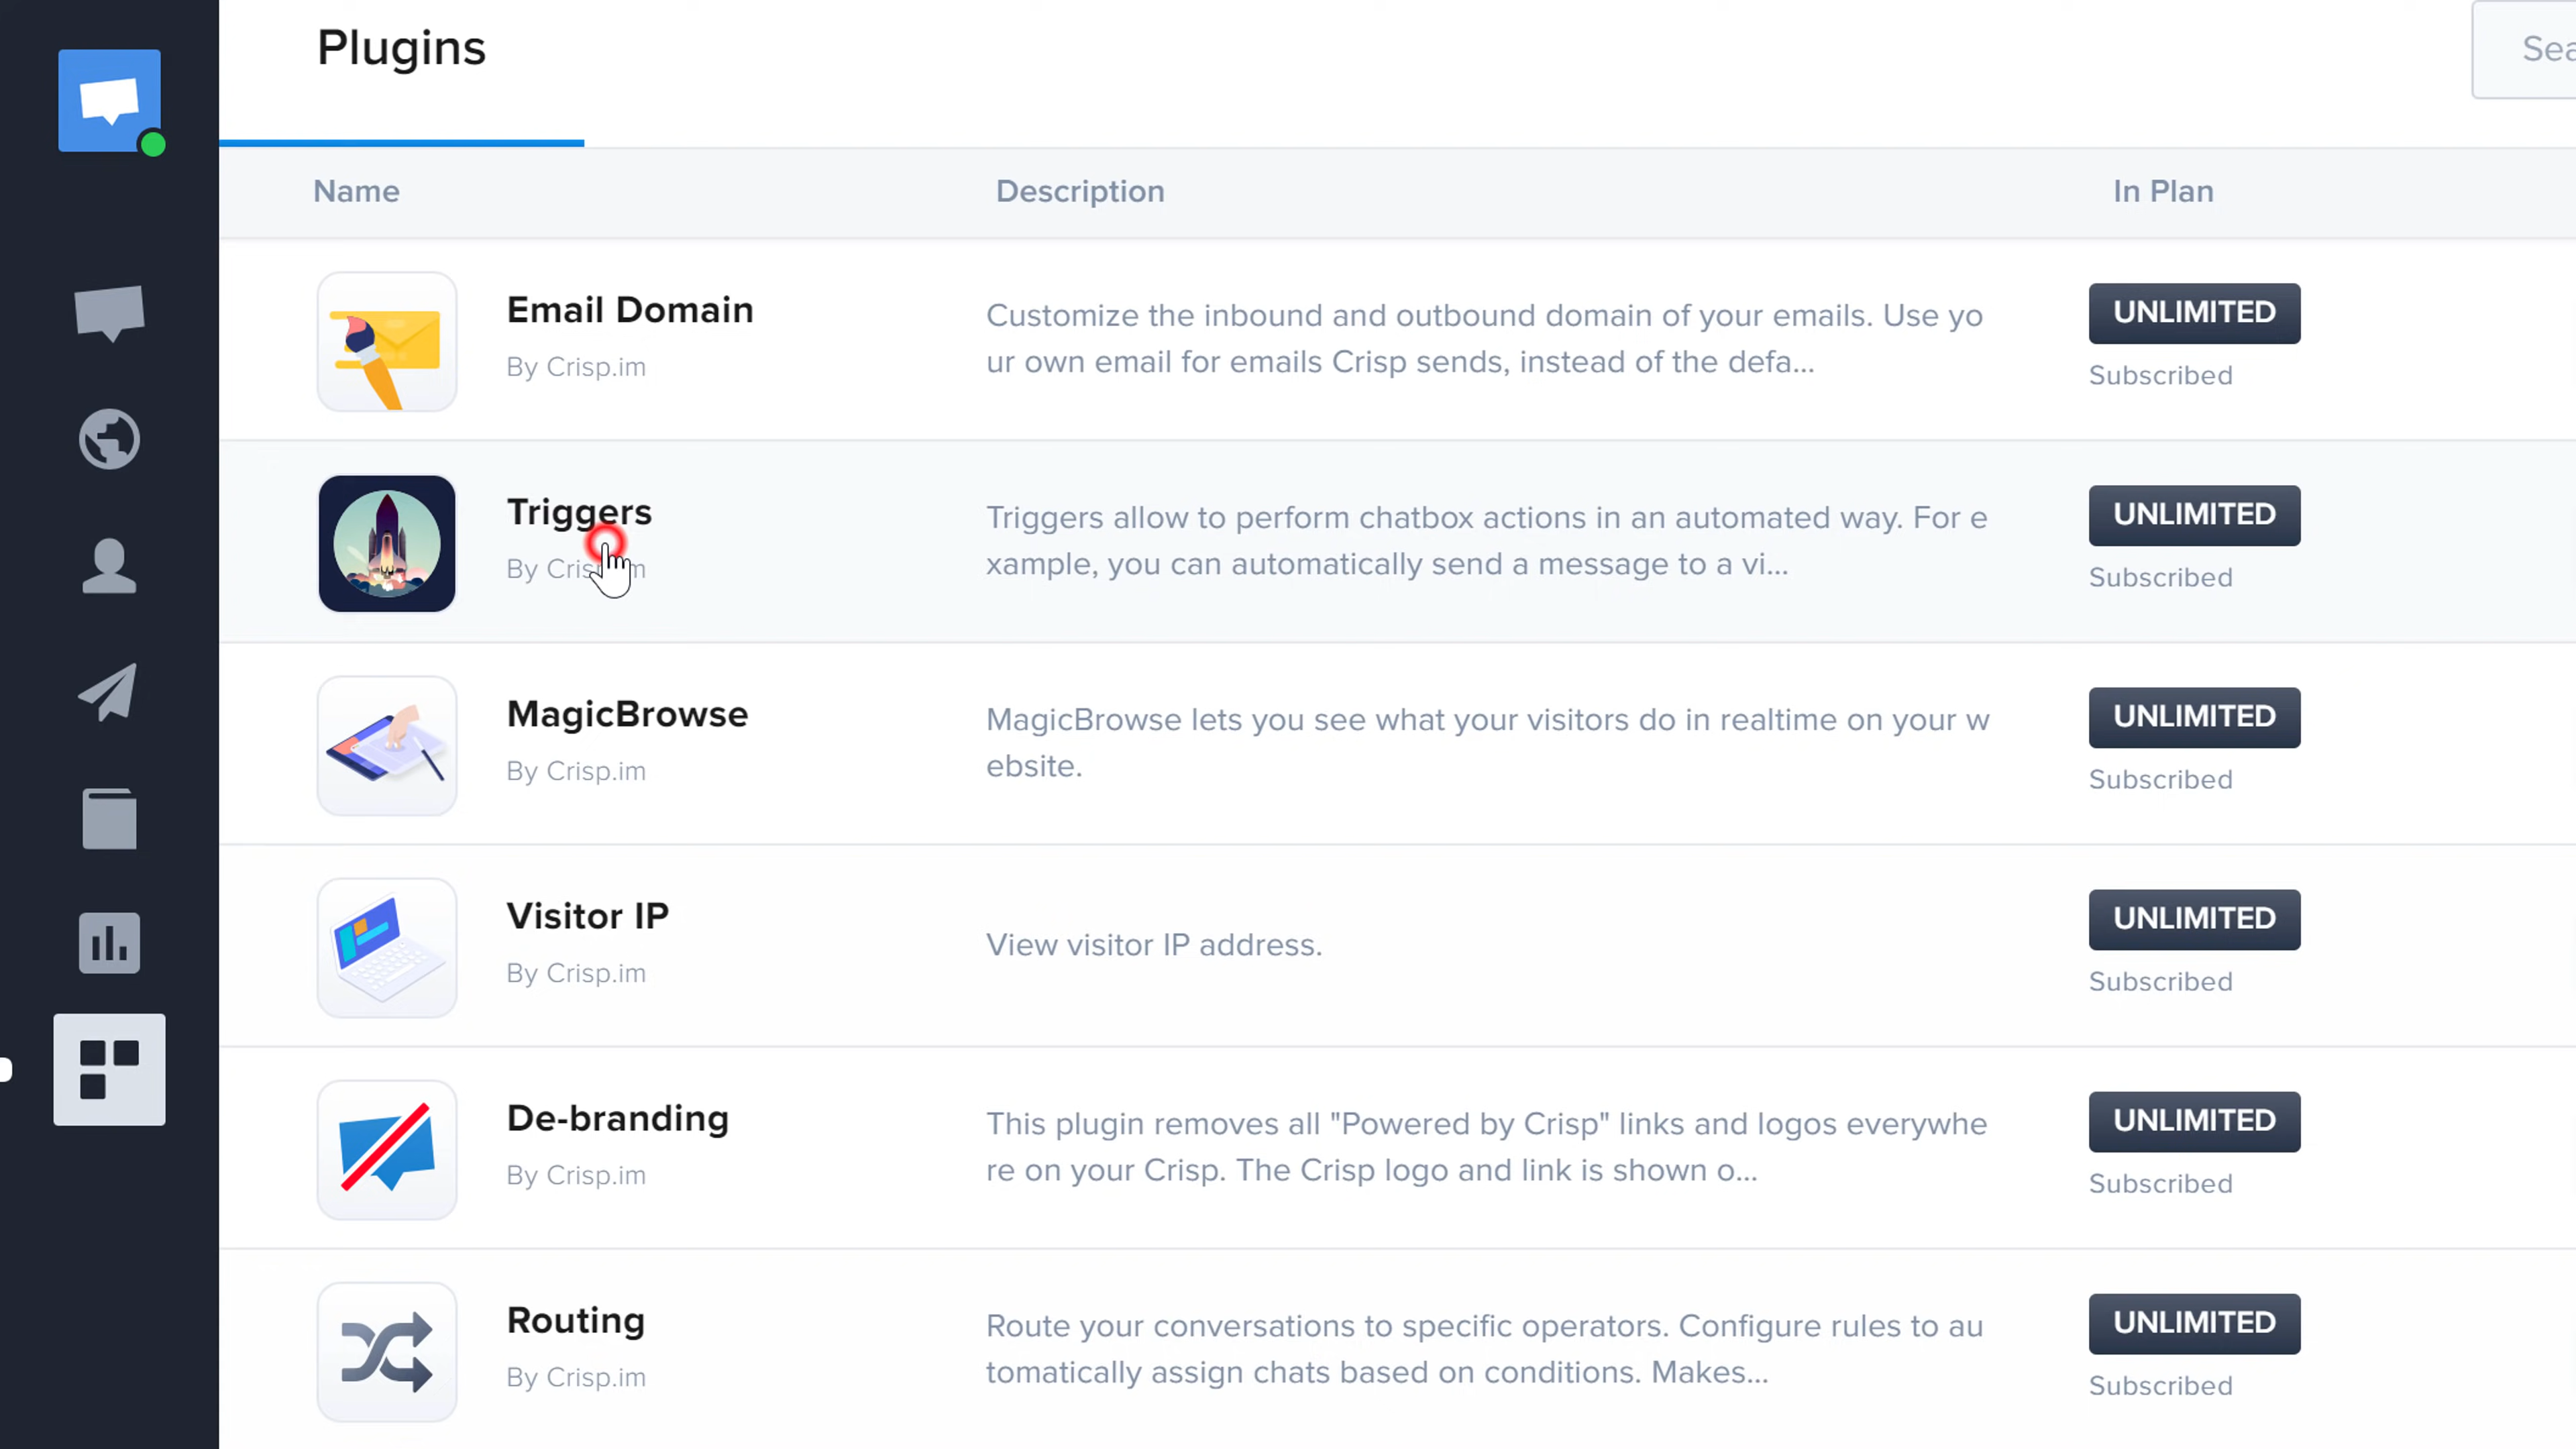 Plugins
Name
Description
In Plan
Email Domain
By Crisp.im
Customize the inbound and outbound domain of your emails. Use yo
ur own email for emails Crisp sends, instead of the defa...
UNLIMITED
Subscribed
Triggers
By
Triggers allow to perform chatbox actions in an automated way. For e
xample, you can automatically send a message to a vi...
UNLIMITED
Subscribed
MagicBrowse
By Crisp.im
MagicBrowse lets you see what your visitors do in realtime on your w
ebsite.
UNLIMITED
Subscribed
Visitor IP
By Crisp.im
View visitor IP address.
UNLIMITED
Subscribed
De-branding
By Crisp.im
This plugin removes all "Powered by Crisp" links and logos everywhe
re on your Crisp. The Crisp logo and link is shown o...
UNLIMITED
Subscribed
Routing
By Crisp.im
Route your conversations to specific operators. Configure rules to au
tomatically assign chats based on conditions. Makes...
UNLIMITED
Subscribed